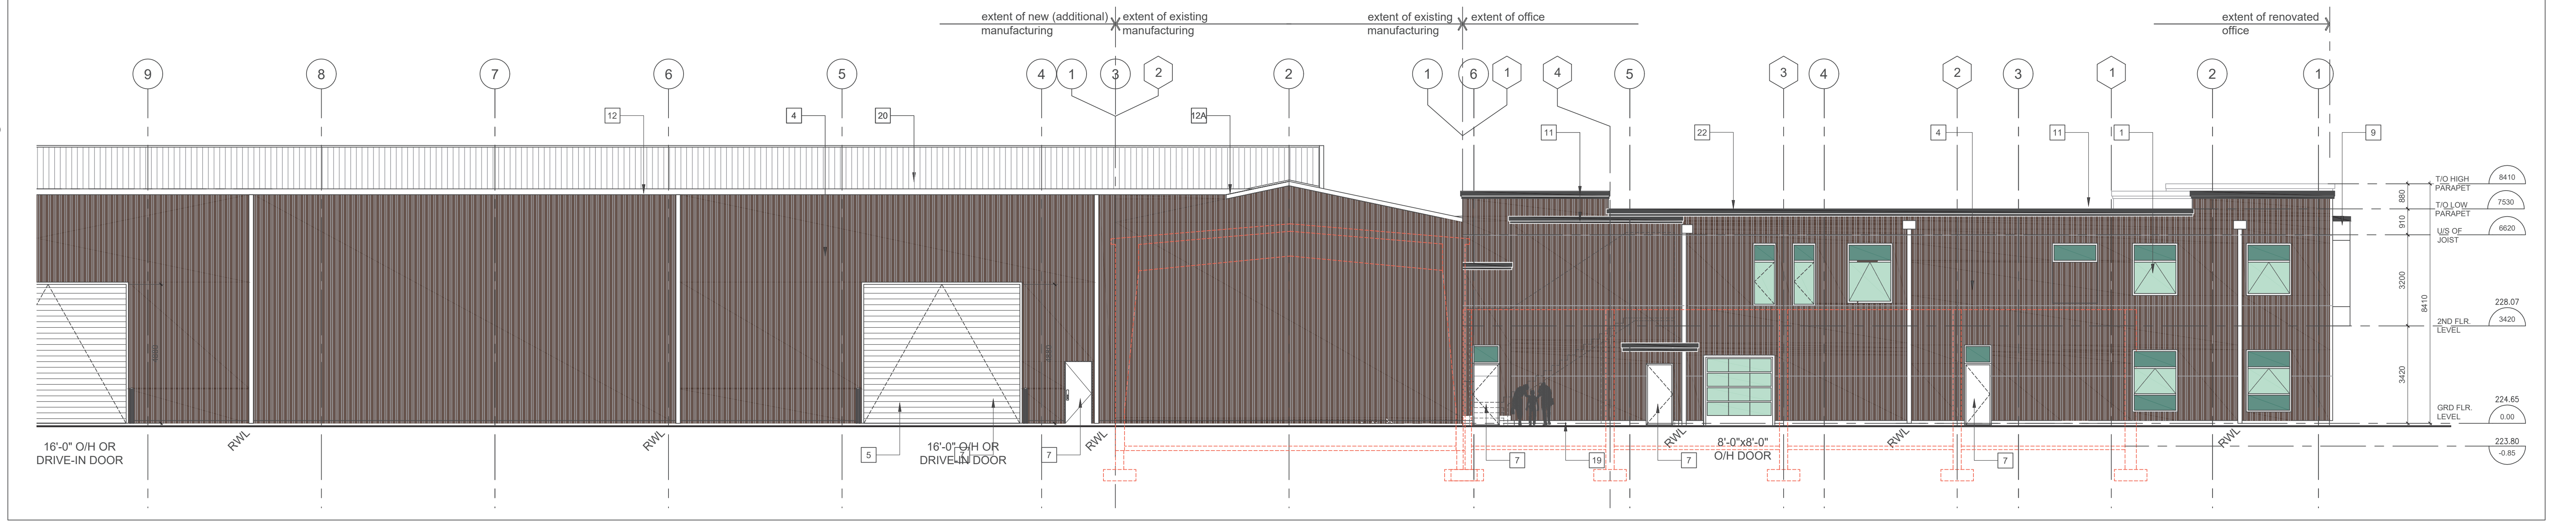 extent of new (additional)
manufacturing
extent of existing
manufacturing
extent of existing
manufacturing
extent of office
extent of renovated
office
9
8
7
6
5
4
1
3
2
2
1
6
1
4
5
3
4
2
3
1
2
1
12
4
20
12A
11
22
4
11
1
9
T/O HIGH
PARAPET
8410
T/O LOW
PARAPET
7530
U/S OF
JOIST
6620
2ND FLR.
LEVEL
228.07
3420
GRD FLR.
LEVEL
224.65
0.00
223.80
-0.85
880
910
3200
3420
8410
16'-0" O/H OR
DRIVE-IN DOOR
RWL
RWL
5
16'-0" O/H OR
DRIVE-IN DOOR
7
RWL
7
19
7
RWL
8'-0"x8'-0"
O/H DOOR
RWL
7
RWL